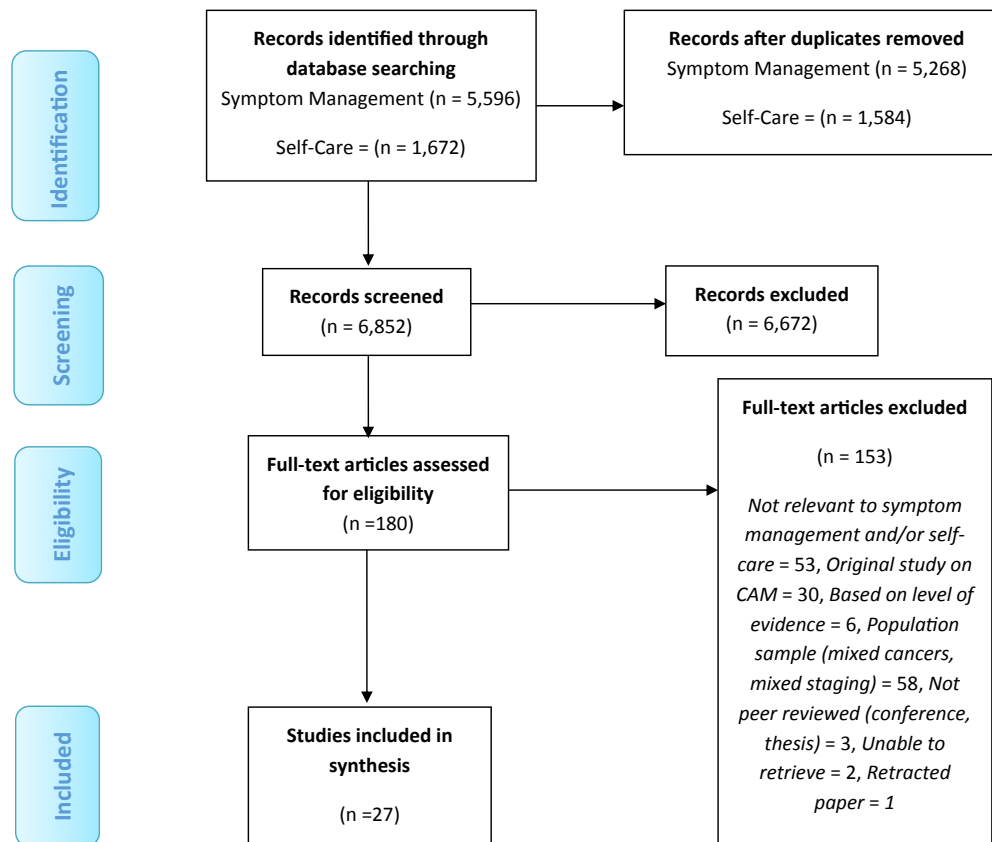 Identification
Records identified through
database searching
Symptom Management (n = 5,596)
Self-Care = (n = 1,672)
Records after duplicates removed
Symptom Management (n = 5,268)
Self-Care = (n = 1,584)
Screening
Records screened
(n = 6,852)
Records excluded
(n = 6,672)
Eligibility
Full-text articles assessed
for eligibility
(n =180)
Full-text articles excluded
(n = 153)
Not relevant to symptom
management and/or self-
care = 53, Original study on
CAM = 30, Based on level of
evidence = 6, Population
sample (mixed cancers,
mixed staging) = 58, Not
peer reviewed (conference,
thesis) = 3, Unable to
retrieve = 2, Retracted
paper = 1
Included
Studies included in
synthesis
(n =27)